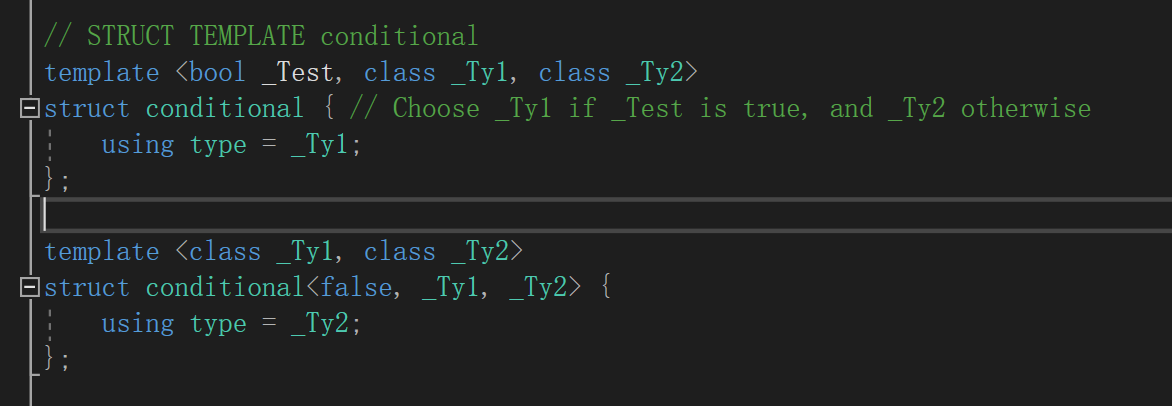 // STRUCT TEMPLATE conditional
template <bool _Test, class _Ty1, class _Ty2>
struct conditional { // Choose _Ty1 if _Test is true, and _Ty2 otherwise
    using type = _Ty1;
};

template <class _Ty1, class _Ty2>
struct conditional<false, _Ty1, _Ty2> {
    using type = _Ty2;
};